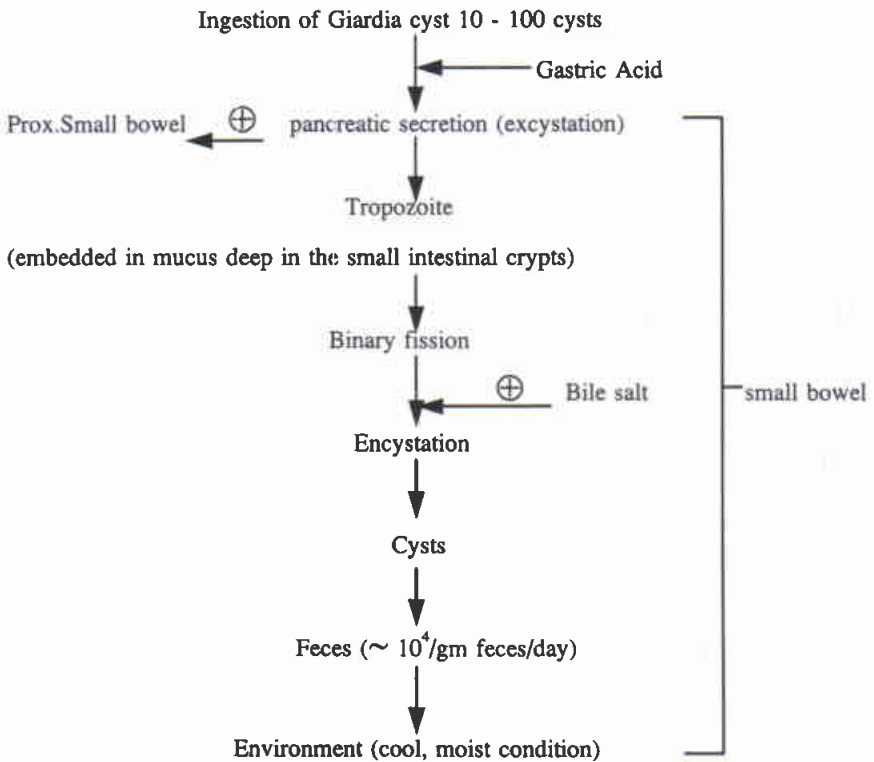 Ingestion of Giardia cyst 10 - 100 cysts
Gastric Acid
Prox.Small bowel ⊕ pancreatic secretion (excystation)
Tropozoite
(embedded in mucus deep in the small intestinal crypts)
Binary fission
⊕ Bile salt
small bowel
Encystation
Cysts
Feces (~ 10⁴/gm feces/day)
Environment (cool, moist condition)